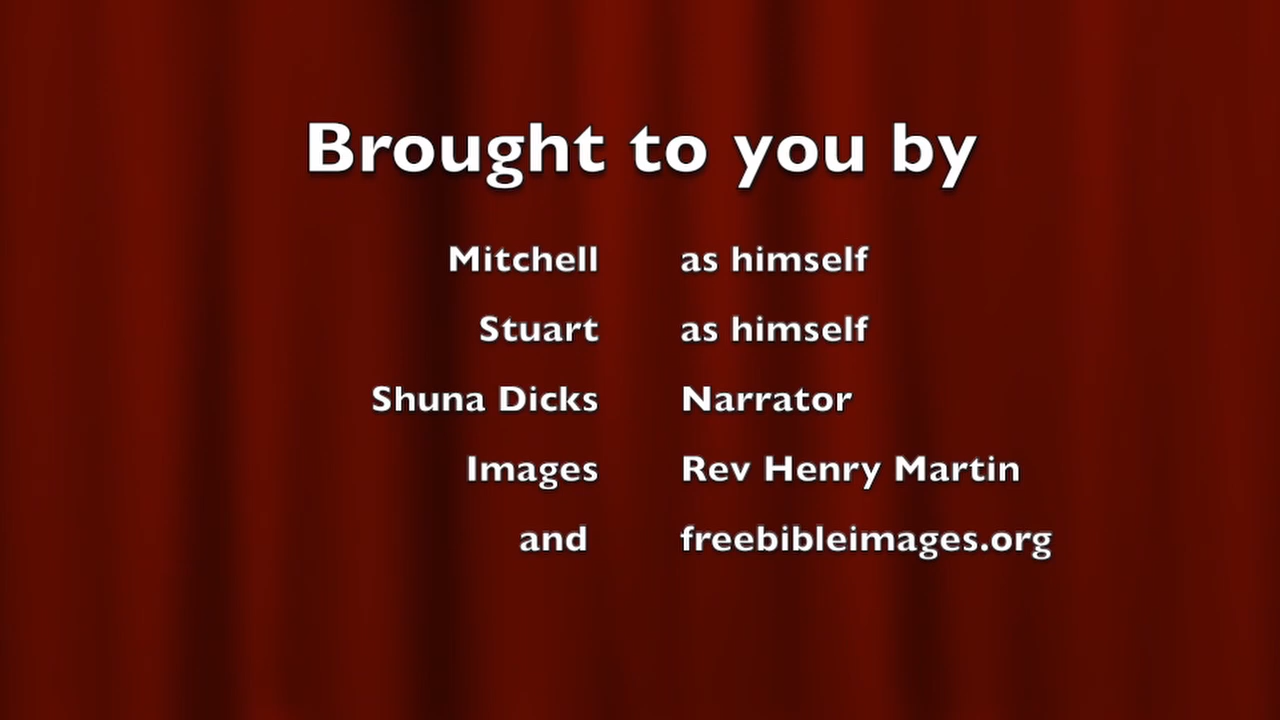 Brought to you by
Mitchell as himself
Stuart as himself
Shuna Dicks Narrator
Images Rev Henry Martin
and freebibleimages.org